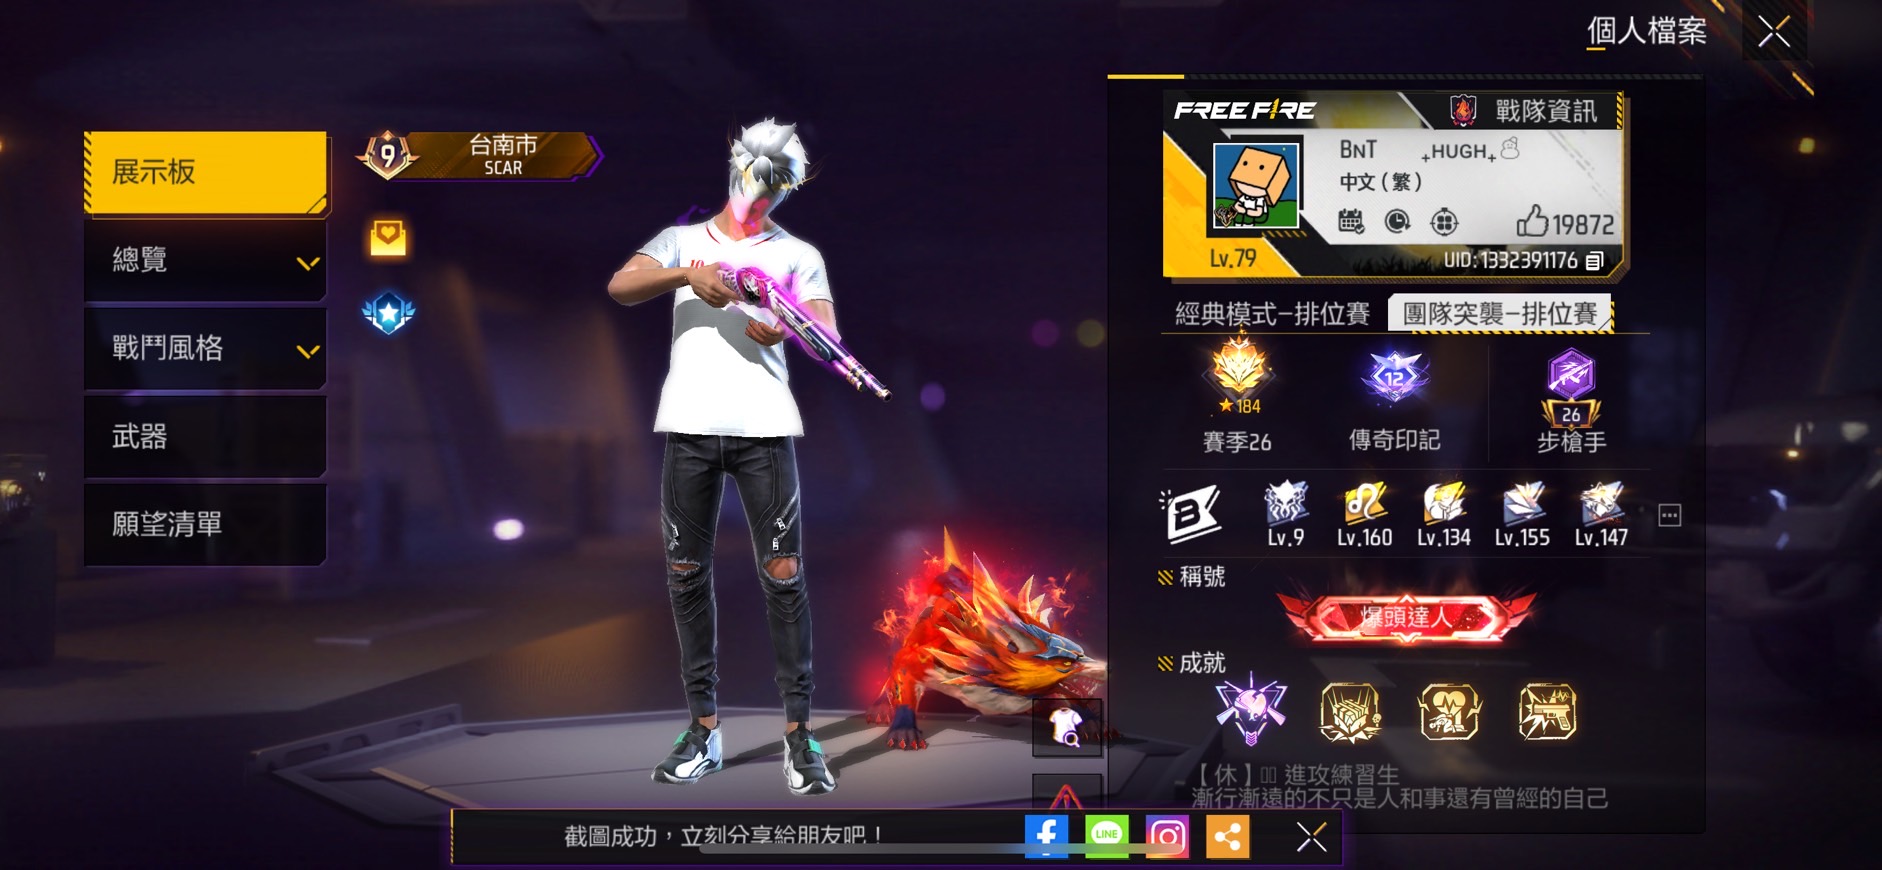 個人檔案
展示板
總覽
戰鬥風格
武器
願望清單
9
台南市
SCAR
10
FREE FIRE
戰隊資訊
BNT +HUGH+
中文(繁)
19872
Lv.79
UID:1332391176
經典模式-排位賽
團隊突襲-排位賽
184
賽季26
12
傳奇印記
26
步槍手
B
Lv.9
Lv.160
Lv.134
Lv.155
Lv.147
稱號
爆頭達人
成就
【休】 進攻練習生
漸行漸遠的不只是人和事還有曾經的自己
截圖成功，立刻分享給朋友吧！
LINE